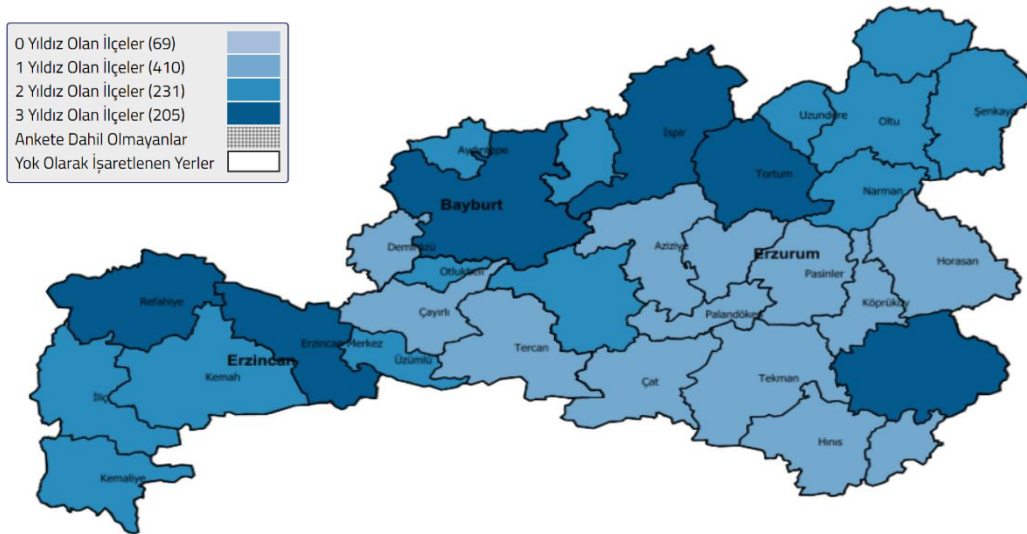 0 Yıldız Olan İlçeler (69)
1 Yıldız Olan İlçeler (410)
2 Yıldız Olan İlçeler (231)
3 Yıldız Olan İlçeler (205)
Ankete Dahil Olmayanlar
Yok Olarak İşaretlenen Yerler
Şenkaya
Uzundere
Oltu
İspir
Aydıntepe
Tortum
Narman
Bayburt
Demirözü
Aziziye
Erzurum
Horasan
Otlukbeli
Pasinler
Refahiye
Köprüköy
Çayırlı
Palandöken
Erzincan Merkez
Tercan
Erzincan
Üzümlü
Kemah
Tekman
Çat
İliç
Hınıs
Kemaliye